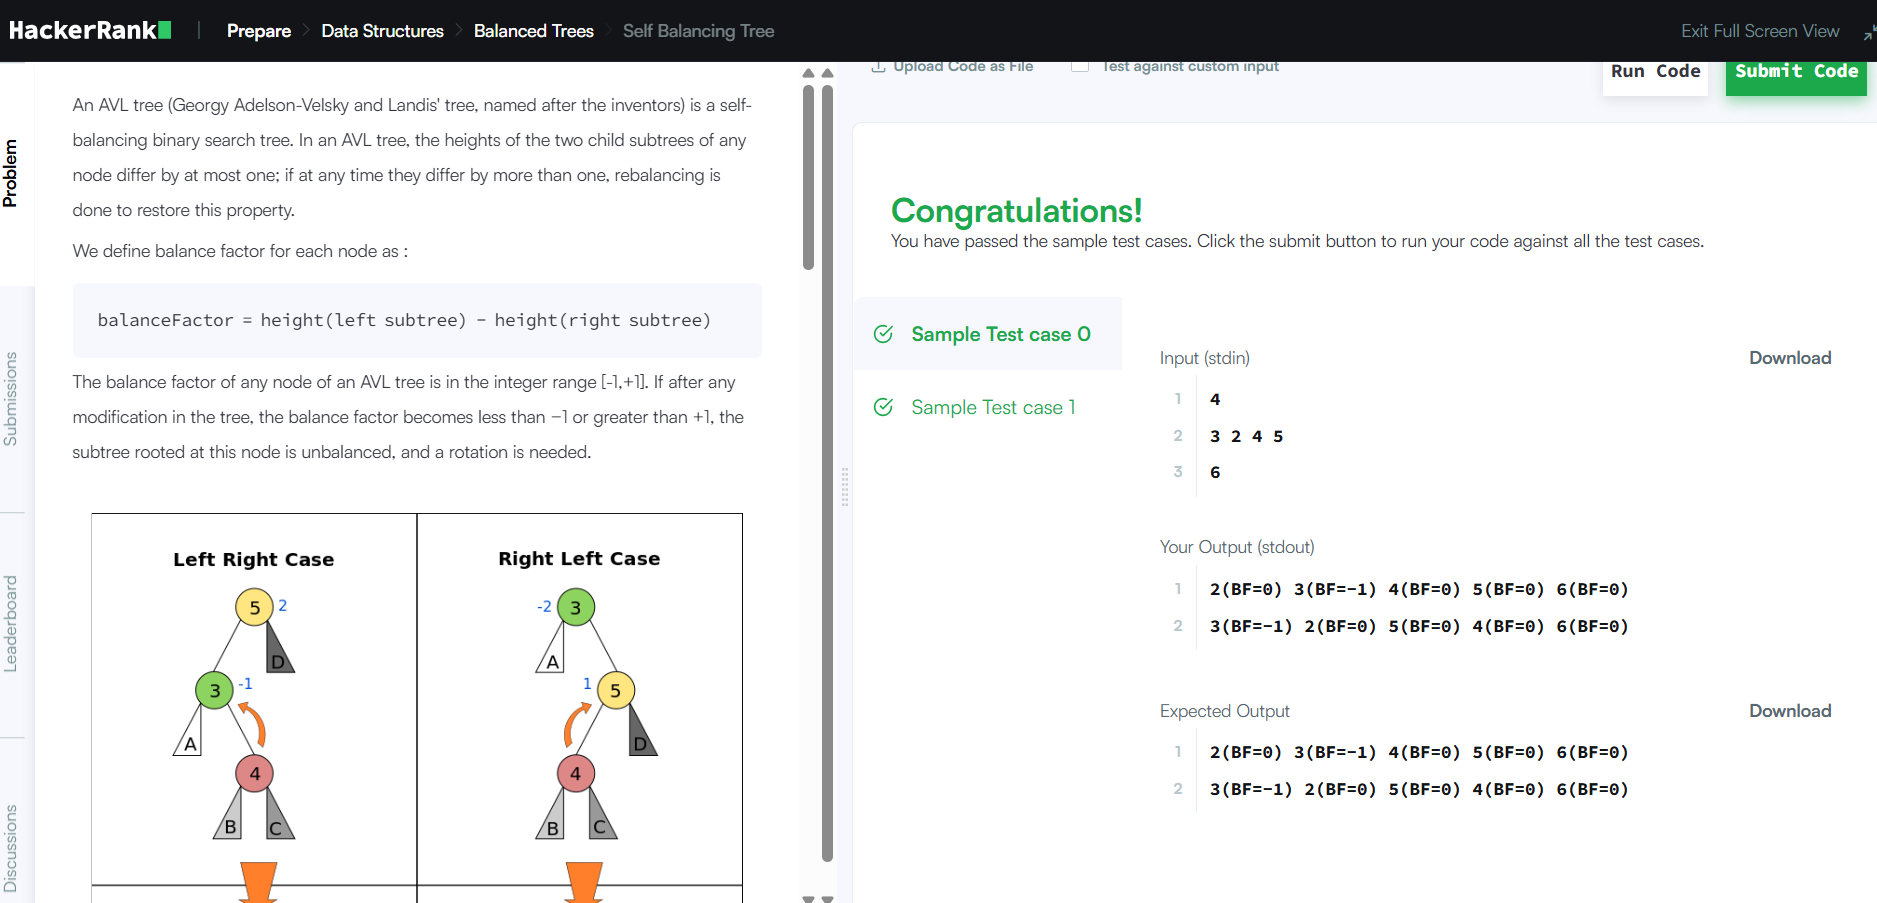 HackerRank
Prepare
Data Structures
Balanced Trees
Self Balancing Tree
Exit Full Screen View
Problem
Submissions
Leaderboard
Discussions
An AVL tree (Georgy Adelson-Velsky and Landis' tree, named after the inventors) is a self-
balancing binary search tree. In an AVL tree, the heights of the two child subtrees of any
node differ by at most one; if at any time they differ by more than one, rebalancing is
done to restore this property.
We define balance factor for each node as :
balanceFactor = height(left subtree) - height(right subtree)
The balance factor of any node of an AVL tree is in the integer range [-1,+1]. If after any
modification in the tree, the balance factor becomes less than −1 or greater than +1, the
subtree rooted at this node is unbalanced, and a rotation is needed.
Left Right Case
5 2
D
3 -1
A
4
B C
Right Left Case
-2 3
A
1 5
D
4
B C
Upload Code as File
Test against custom input
Run Code
Submit Code
Congratulations!
You have passed the sample test cases. Click the submit button to run your code against all the test cases.
Sample Test case 0
Sample Test case 1
Input (stdin)
Download
1 4
2 3 2 4 5
3 6
Your Output (stdout)
1 2(BF=0) 3(BF=-1) 4(BF=0) 5(BF=0) 6(BF=0)
2 3(BF=-1) 2(BF=0) 5(BF=0) 4(BF=0) 6(BF=0)
Expected Output
Download
1 2(BF=0) 3(BF=-1) 4(BF=0) 5(BF=0) 6(BF=0)
2 3(BF=-1) 2(BF=0) 5(BF=0) 4(BF=0) 6(BF=0)